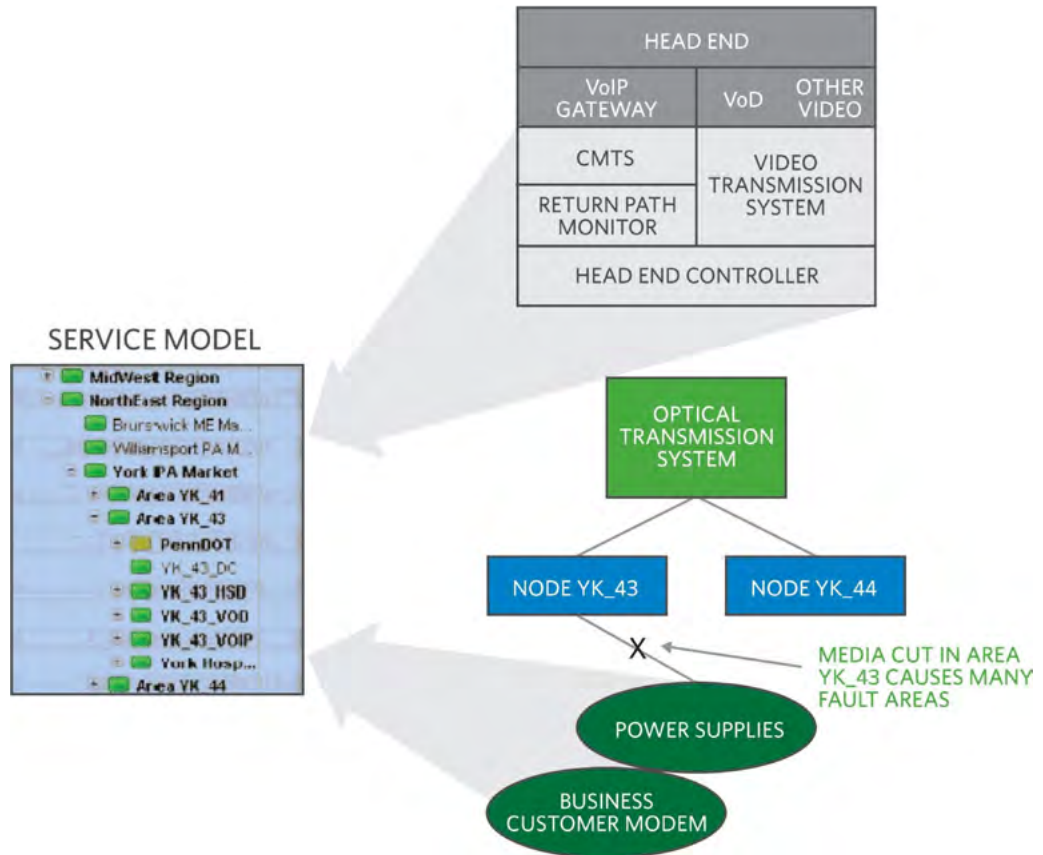 HEAD END
VoIP
GATEWAY
VoD
OTHER
VIDEO
CMTS
VIDEO
TRANSMISSION
SYSTEM
RETURN PATH
MONITOR
HEAD END CONTROLLER
SERVICE MODEL
MidWest Region
NorthEast Region
Brunswick ME Ma...
Williamsport PA M...
York PA Market
Area YK_41
Area YK_43
PennDOT
YK_43_DC
YK_43_HSD
YK_43_VOD
YK_43_VOIP
York Hosp...
Area YK_44
OPTICAL
TRANSMISSION
SYSTEM
NODE YK_43
NODE YK_44
X
MEDIA CUT IN AREA
YK_43 CAUSES MANY
FAULT AREAS
POWER SUPPLIES
BUSINESS
CUSTOMER MODEM